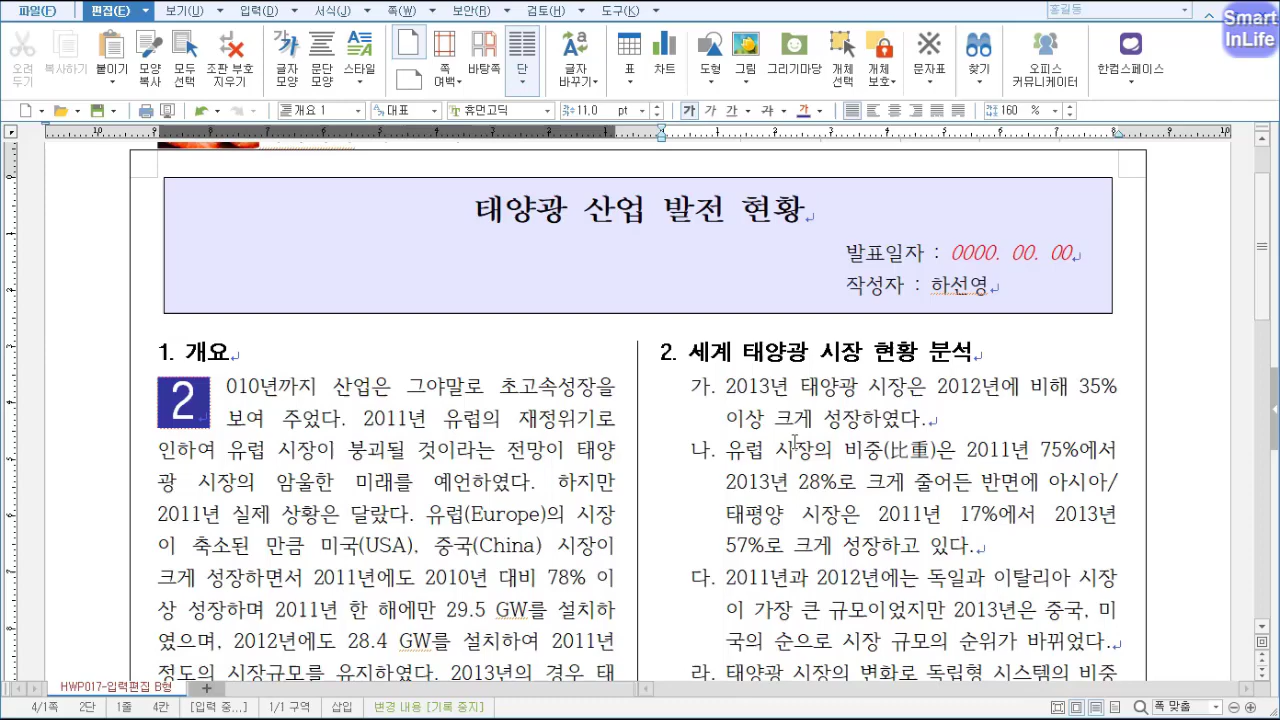 파일(F) 편집(E) 보기(U) 입력(D) 서식(J) 쪽(W) 보안(R) 검토(H) 도구(K) 홍길동
Smart InLife
오려 두기 복사하기 붙이기 모양 복사 모두 선택 조판 부호 지우기 글자 모양 문단 모양 스타일 쪽 여백 바탕쪽 단 글자 바꾸기 표 차트 도형 그림 그리기마당 개체 선택 개체 보호 문자표 찾기 오피스 커뮤니케이터 한컴스페이스
개요 1 대표 휴먼고딕 11.0 pt 가 가 가 가 가 160 %
10 9 8 7 6 5 4 3 2 1 1 2 3 4 5 6 7 8 9 10
태양광 산업 발전 현황
발표일자 : 0000. 00. 00
작성자 : 하선영
1. 개요
2010년까지 산업은 그야말로 초고속성장을
보여 주었다. 2011년 유럽의 재정위기로
인하여 유럽 시장이 붕괴될 것이라는 전망이 태양
광 시장의 암울한 미래를 예언하였다. 하지만
2011년 실제 상황은 달랐다. 유럽(Europe)의 시장
이 축소된 만큼 미국(USA), 중국(China) 시장이
크게 성장하면서 2011년에도 2010년 대비 78% 이
상 성장하며 2011년 한 해에만 29.5 GW를 설치하
였으며, 2012년에도 28.4 GW를 설치하여 2011년
정도의 시장규모를 유지하였다. 2013년의 경우 태
2. 세계 태양광 시장 현황 분석
가. 2013년 태양광 시장은 2012년에 비해 35%
이상 크게 성장하였다.
나. 유럽 시장의 비중(比重)은 2011년 75%에서
2013년 28%로 크게 줄어든 반면에 아시아/
태평양 시장은 2011년 17%에서 2013년
57%로 크게 성장하고 있다.
다. 2011년과 2012년에는 독일과 이탈리아 시장
이 가장 큰 규모이었지만 2013년은 중국, 미
국의 순으로 시장 규모의 순위가 바뀌었다.
라. 태양광 시장의 변화로 독립형 시스템의 비중
HWP017-입력편집 B형
4/1쪽 2단 1줄 4칸 [입력 중...] 1/1 구역 삽입 변경 내용 [기록 중지] 폭 맞춤